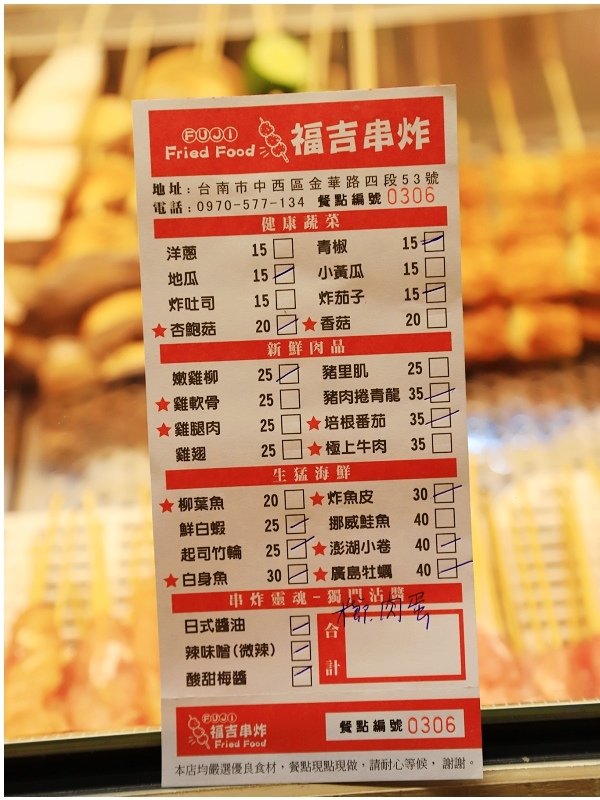 FUJI
Fried Food 福吉串炸
地址：台南市中西區金華路四段53號
電話：0970-577-134 餐點編號 0306
健康蔬菜
洋蔥 15 青椒 15
地瓜 15 小黃瓜 15
炸吐司 15 炸茄子 15
★杏鮑菇 20 ★香菇 20
新鮮肉品
嫩雞柳 25 豬里肌 25
★雞軟骨 25 豬肉捲青龍 35
★雞腿肉 25 ★培根番茄 35
雞翅 25 ★極上牛肉 35
生猛海鮮
★柳葉魚 20 ★炸魚皮 30
鮮白蝦 25 挪威鮭魚 40
起司竹輪 25 ★澎湖小卷 40
★白身魚 30 ★廣島牡蠣 40
串炸靈魂-獨門沾醬
肉蛋
日式醬油
辣味噌(微辣)
酸甜梅醬
合計
FUJI
福吉串炸
Fried Food
餐點編號 0306
本店均嚴選優良食材，餐點現點現做，請耐心等候，謝謝。